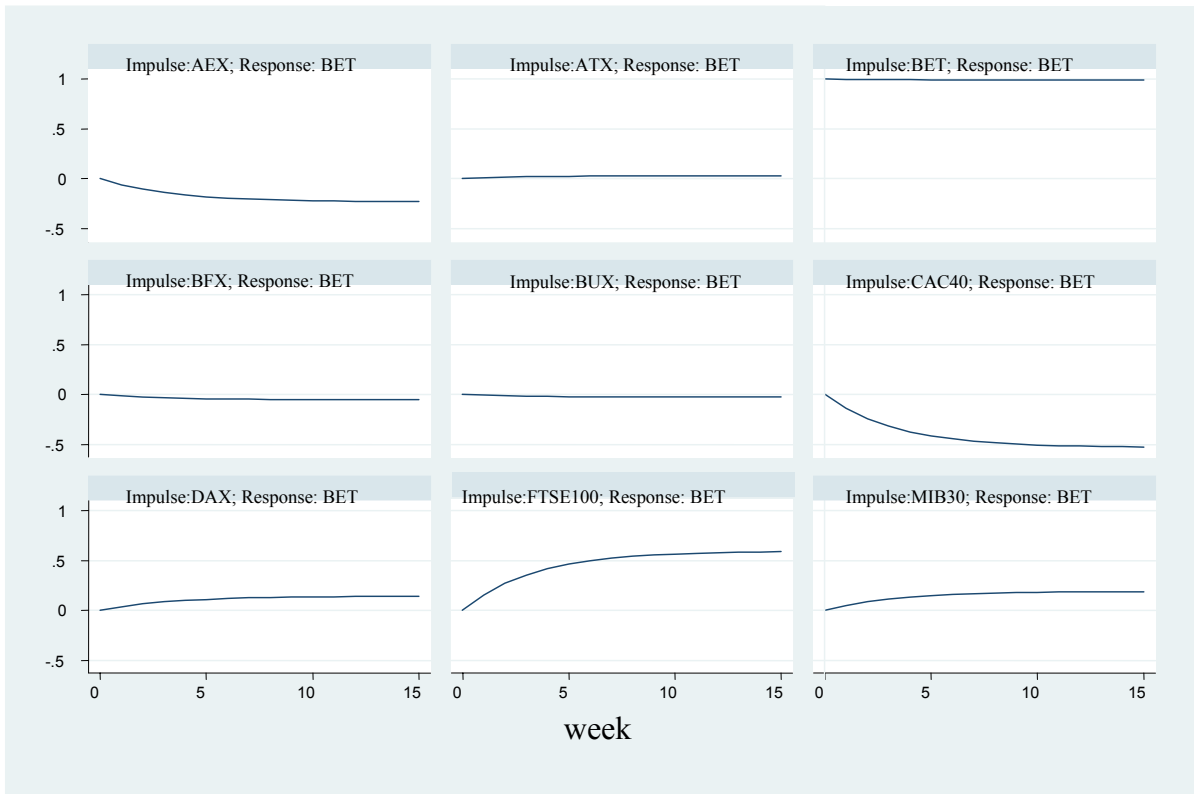 Impulse:AEX; Response: BET
Impulse:ATX; Response: BET
Impulse:BET; Response: BET
1
.5
0
-.5
Impulse:BFX; Response: BET
Impulse:BUX; Response: BET
Impulse:CAC40; Response: BET
1
.5
0
-.5
Impulse:DAX; Response: BET
Impulse:FTSE100; Response: BET
Impulse:MIB30; Response: BET
1
.5
0
-.5
0 5 10 15
0 5 10 15
0 5 10 15
week